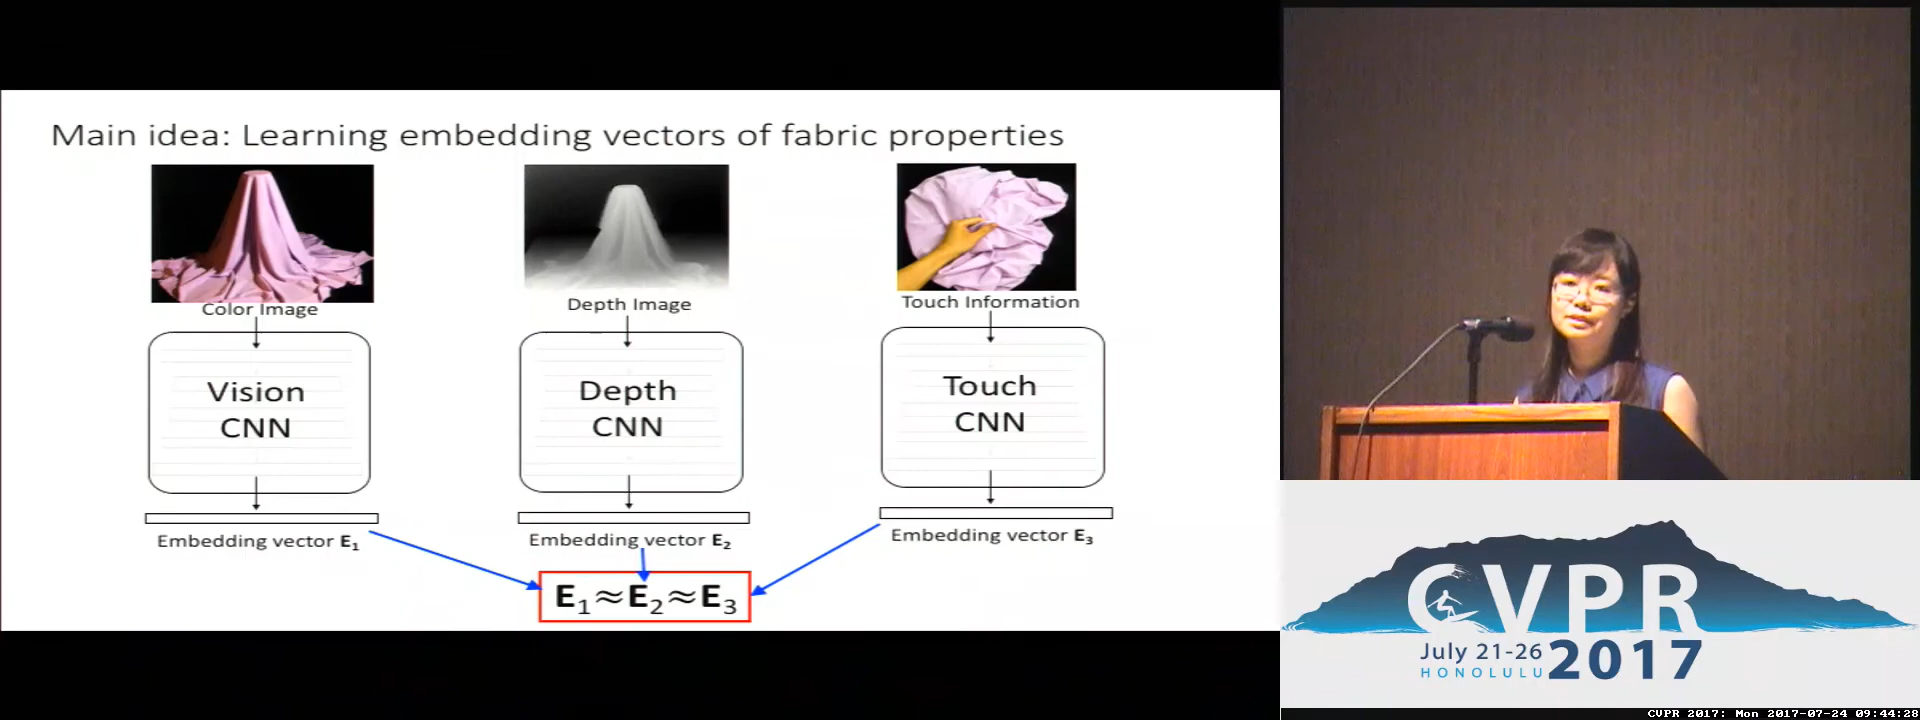 Main idea: Learning embedding vectors of fabric properties
Color Image
Depth Image
Touch Information
Vision
CNN
Depth
CNN
Touch
CNN
Embedding vector E₁
Embedding vector E₂
Embedding vector E₃
E₁≈E₂≈E₃
CVPR
July 21-26
HONOLULU
2017
CVPR 2017: Mon 2017-07-24 09:44:28